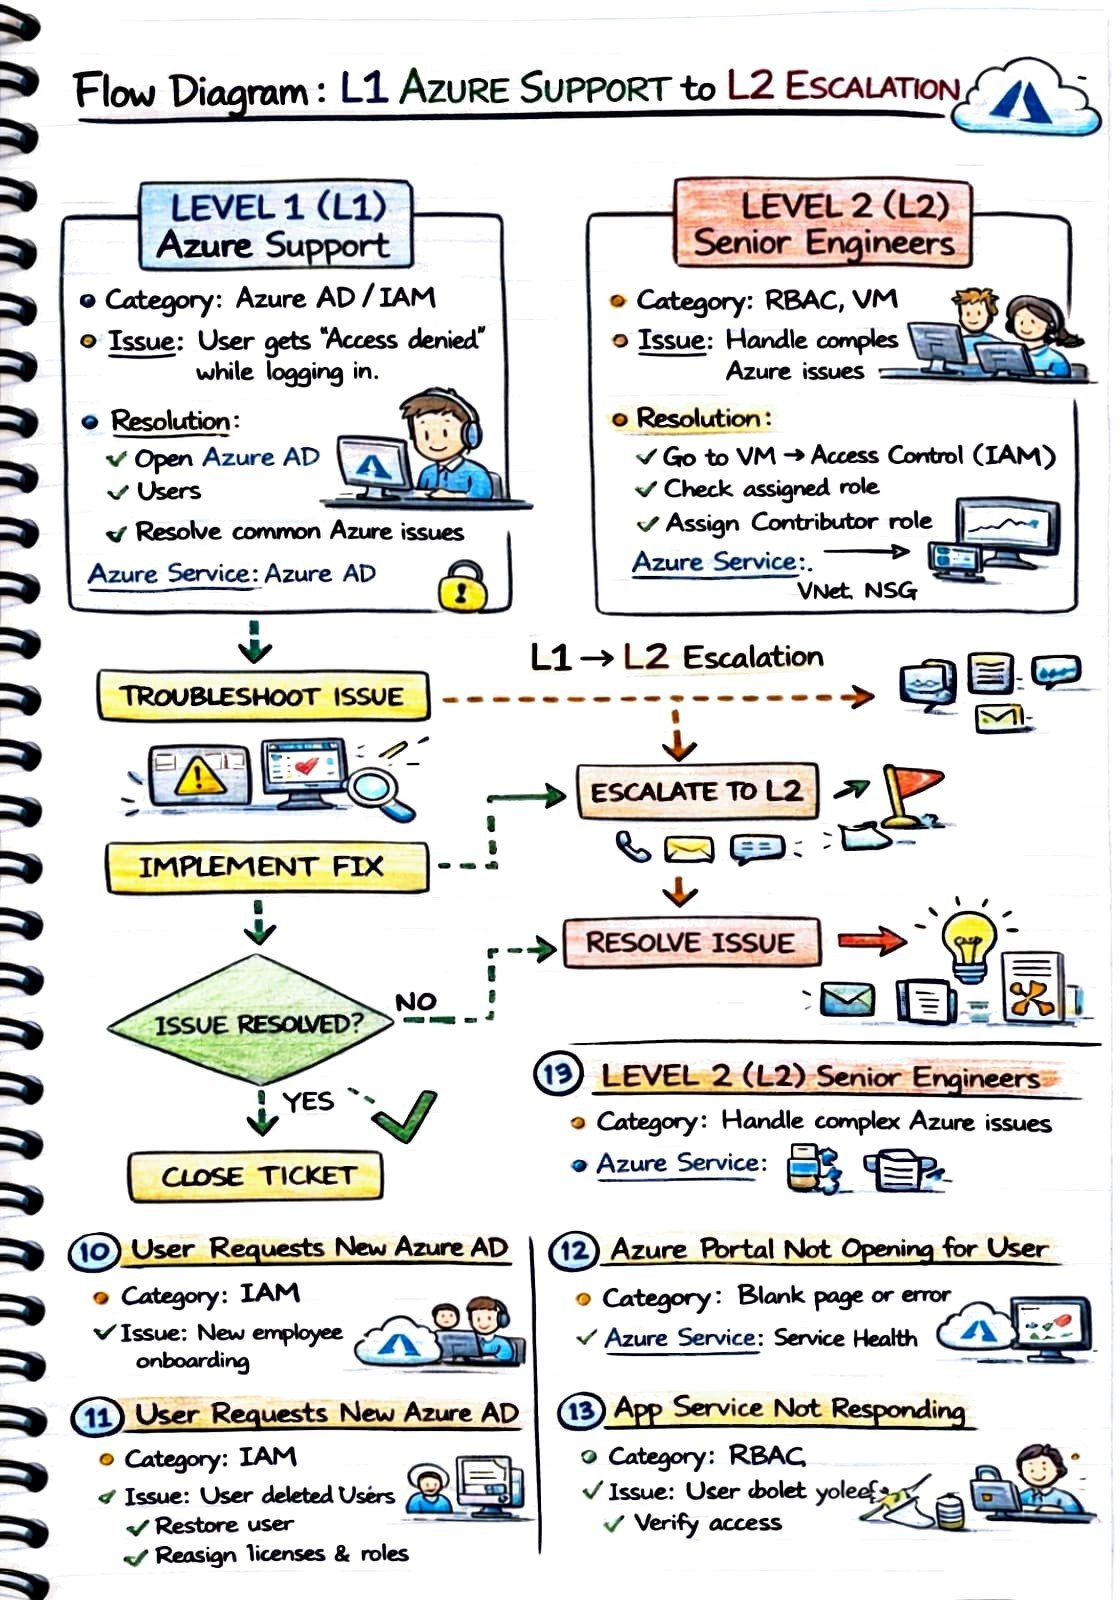 Flow Diagram: L1 AZURE SUPPORT to L2 ESCALATION
LEVEL 1 (L1)
Azure Support
Category: Azure AD / IAM
Issue: User gets "Access denied"
while logging in.
Resolution:
Open Azure AD
Users
Resolve common Azure issues
Azure Service: Azure AD
LEVEL 2 (L2)
Senior Engineers
Category: RBAC, VM
Issue: Handle comples
Azure issues
Resolution:
Go to VM → Access Control (IAM)
Check assigned role
Assign Contributor role
Azure Service:.
VNet, NSG
L1 → L2 Escalation
TROUBLESHOOT ISSUE
ESCALATE TO L2
IMPLEMENT FIX
RESOLVE ISSUE
ISSUE RESOLVED?
NO
YES
CLOSE TICKET
13 LEVEL 2 (L2) Senior Engineers
Category: Handle complex Azure issues
Azure Service:
10 User Requests New Azure AD
Category: IAM
Issue: New employee
onboarding
11 User Requests New Azure AD
Category: IAM
Issue: User deleted Users
Restore user
Reasign licenses & roles
12 Azure Portal Not Opening for User
Category: Blank page or error
Azure Service: Service Health
13 App Service Not Responding
Category: RBAC,
Issue: User dbolet
Verify access